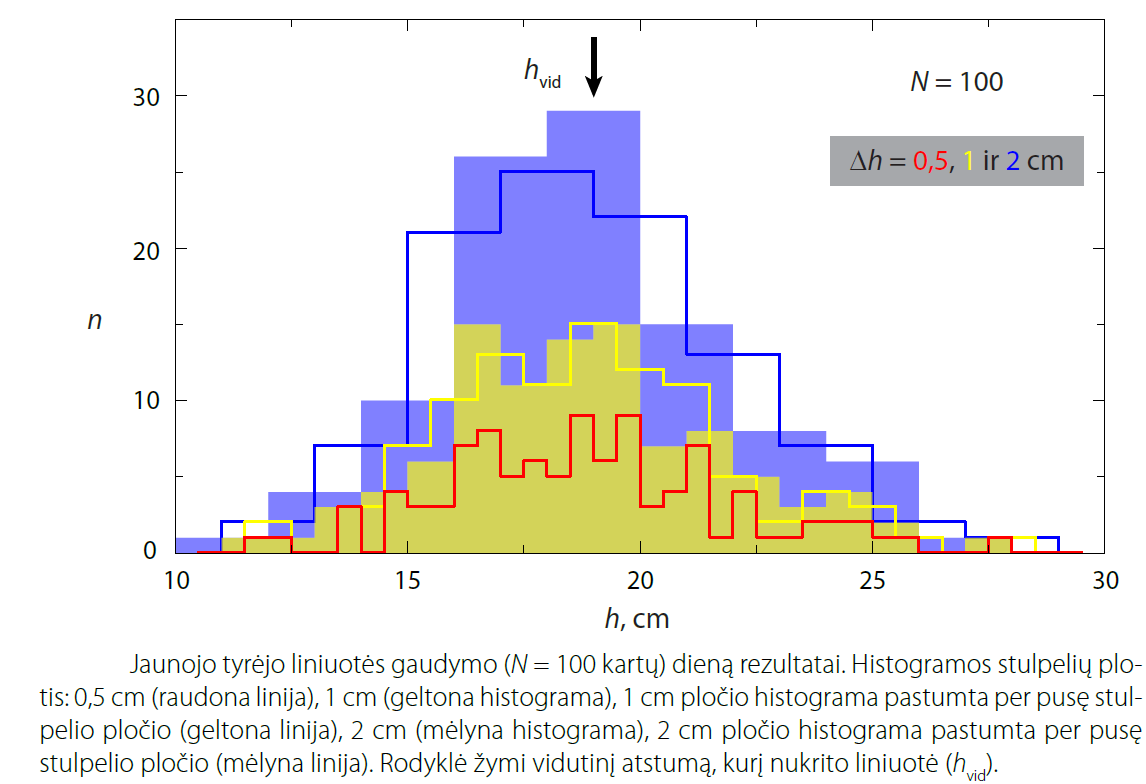 h vid
N = 100
30
Δh = 0,5, 1 ir 2 cm
20
n
10
0
10 15 20 25 30
h, cm
Jaunojo tyrėjo liniuotės gaudymo (N = 100 kartų) dieną rezultatai. Histogramos stulpelių plo-
tis: 0,5 cm (raudona linija), 1 cm (geltona histograma), 1 cm pločio histograma pastumta per pusę stul-
pelio pločio (geltona linija), 2 cm (mėlyna histograma), 2 cm pločio histograma pastumta per pusę
stulpelio pločio (mėlyna linija). Rodyklė žymi vidutinį atstumą, kurį nukrito liniuotė (h vid).